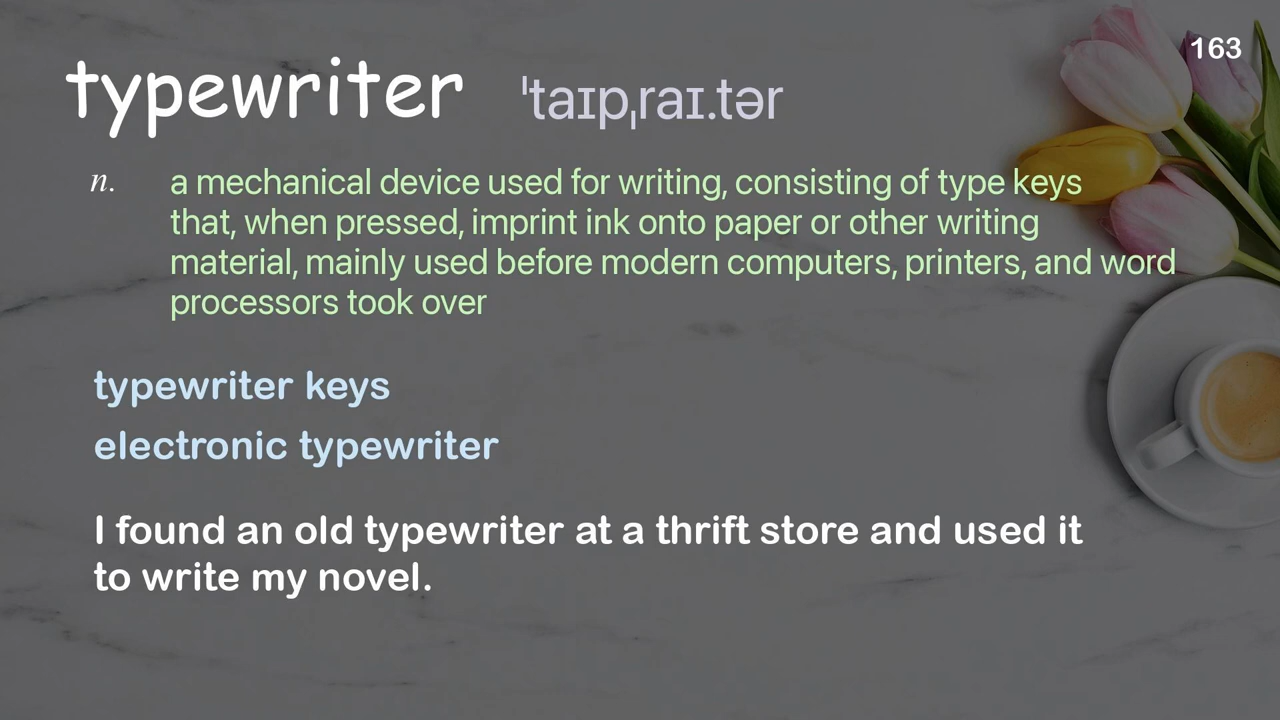 163
typewriter ˈtaɪpˌraɪ.tər
n. a mechanical device used for writing, consisting of type keys
that, when pressed, imprint ink onto paper or other writing
material, mainly used before modern computers, printers, and word
processors took over
typewriter keys
electronic typewriter
I found an old typewriter at a thrift store and used it
to write my novel.